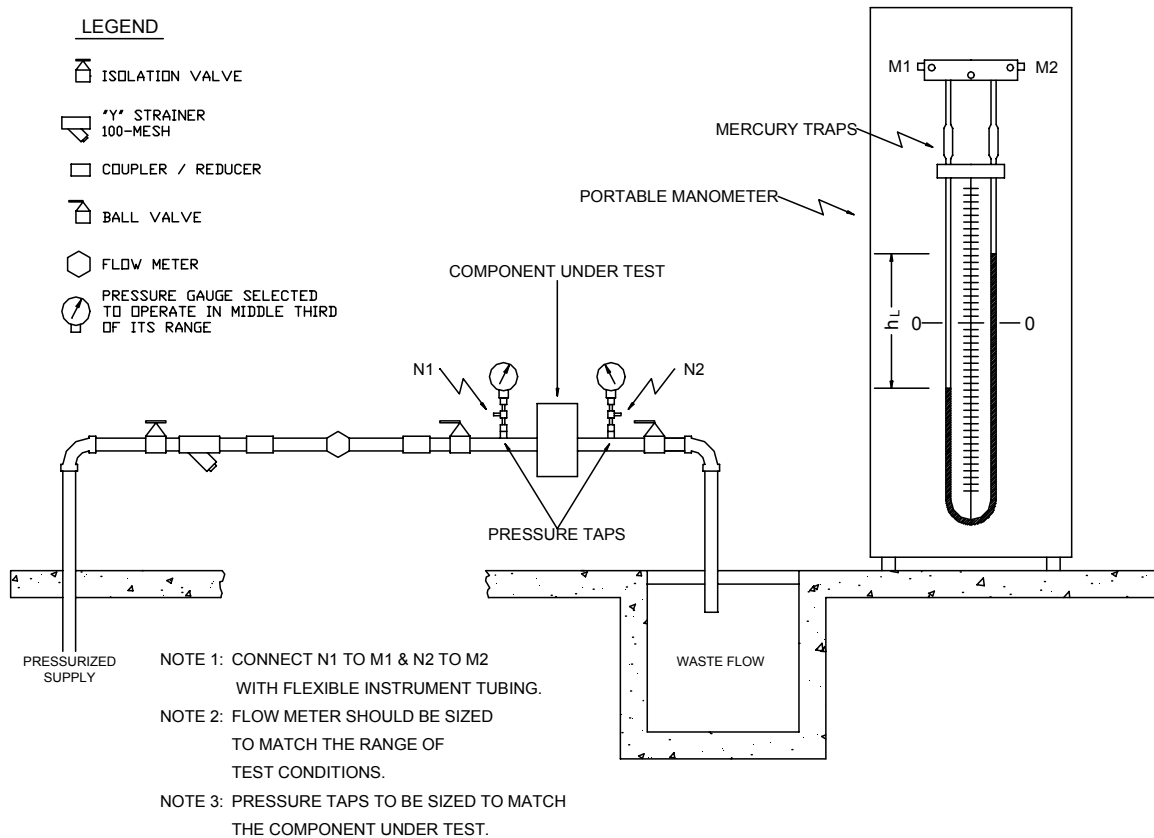 LEGEND
ISOLATION VALVE
"Y" STRAINER
100-MESH
COUPLER / REDUCER
BALL VALVE
FLOW METER
PRESSURE GAUGE SELECTED
TO OPERATE IN MIDDLE THIRD
OF ITS RANGE
M1
M2
MERCURY TRAPS
PORTABLE MANOMETER
COMPONENT UNDER TEST
hL
0
0
N1
N2
PRESSURE TAPS
PRESSURIZED
SUPPLY
WASTE FLOW
NOTE 1: CONNECT N1 TO M1 & N2 TO M2
WITH FLEXIBLE INSTRUMENT TUBING.
NOTE 2: FLOW METER SHOULD BE SIZED
TO MATCH THE RANGE OF
TEST CONDITIONS.
NOTE 3: PRESSURE TAPS TO BE SIZED TO MATCH
THE COMPONENT UNDER TEST.